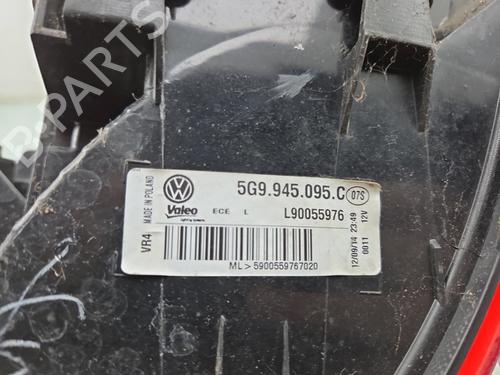 VR4
MADE IN POLAND
Valeo
ECE L
5G9.945.095.C
07S
L90055976
ML>5900559767020
12/09/14 23:49
0011 12V
B-PARTS